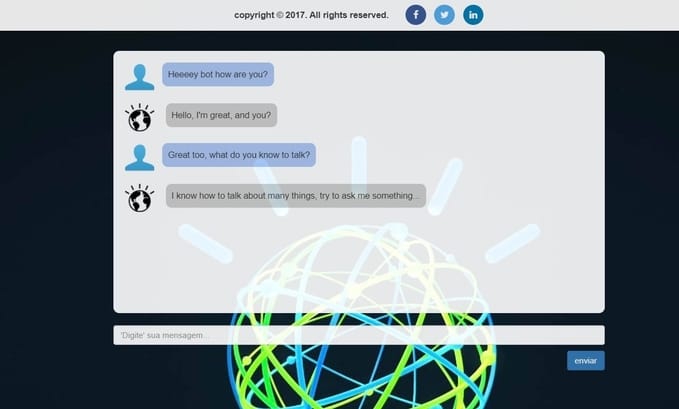 copyright © 2017. All rights reserved.
Heeeey bot how are you?
Hello, I'm great, and you?
Great too, what do you know to talk?
I know how to talk about many things, try to ask me something...
'Digite' sua mensagem...
enviar